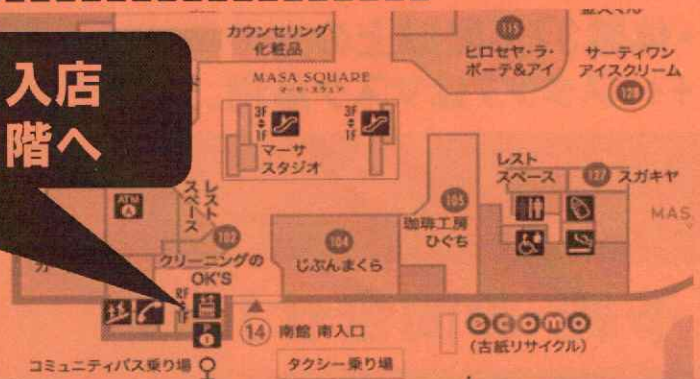 カウンセリング
化粧品
115
ヒロセヤ・ラ・
ボーテ&アイ
サーティワン
アイスクリーム
128
入店
階へ
MASA SQUARE
マーサ・スクエア
3F
1F
マーサ
スタジオ
3F
1F
レスト
スペース
127 スガキヤ
ATM
レスト
スペース
102
クリーニングの
OK'S
104
じぶんまくら
105
珈琲工房
ひぐち
MAS
RF
1F
P
14 南館 南入口
ecomo
(古紙リサイクル)
コミュニティバス乗り場
タクシー乗り場